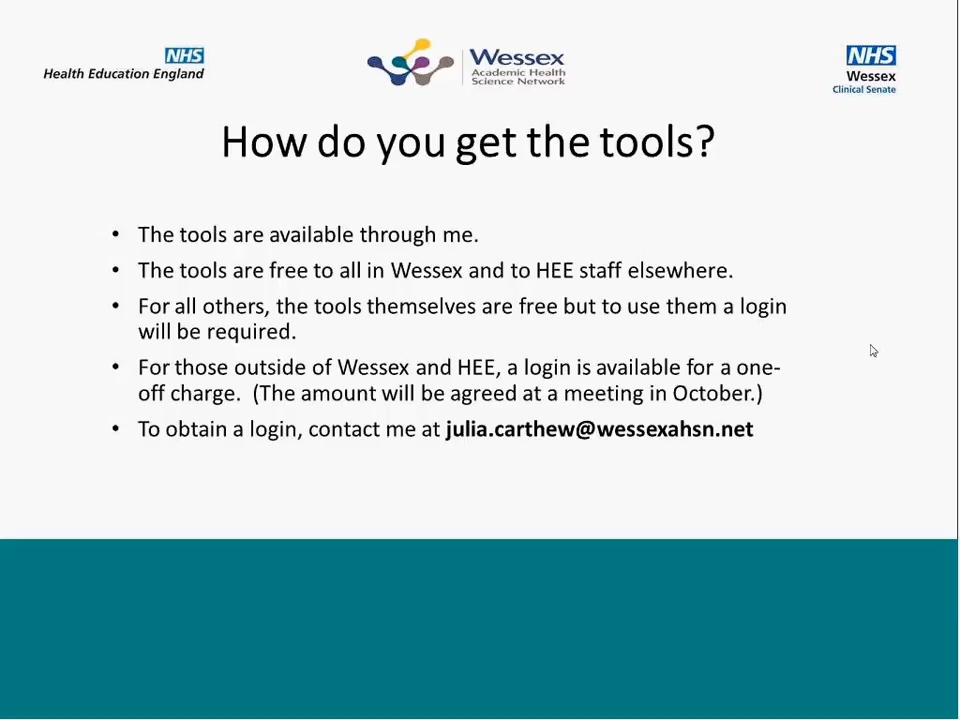 NHS
Health Education England
Wessex
Academic Health
Science Network
NHS
Wessex
Clinical Senate
How do you get the tools?
• The tools are available through me.
• The tools are free to all in Wessex and to HEE staff elsewhere.
• For all others, the tools themselves are free but to use them a login
will be required.
• For those outside of Wessex and HEE, a login is available for a one-
off charge.  (The amount will be agreed at a meeting in October.)
• To obtain a login, contact me at julia.carthew@wessexahsn.net